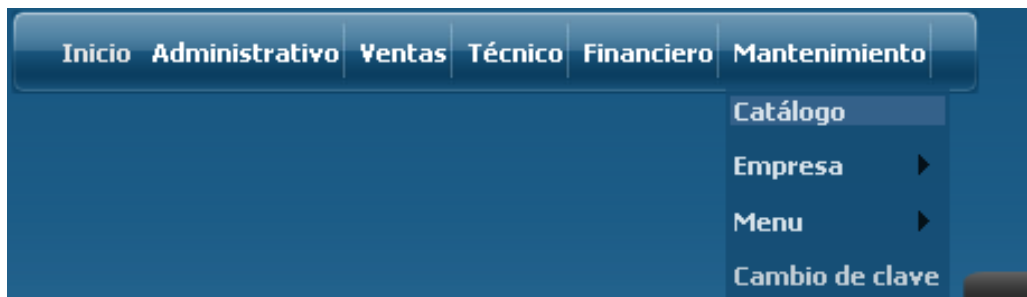 Inicio Administrativo Ventas Técnico Financiero Mantenimiento
Catálogo
Empresa
Menu
Cambio de clave